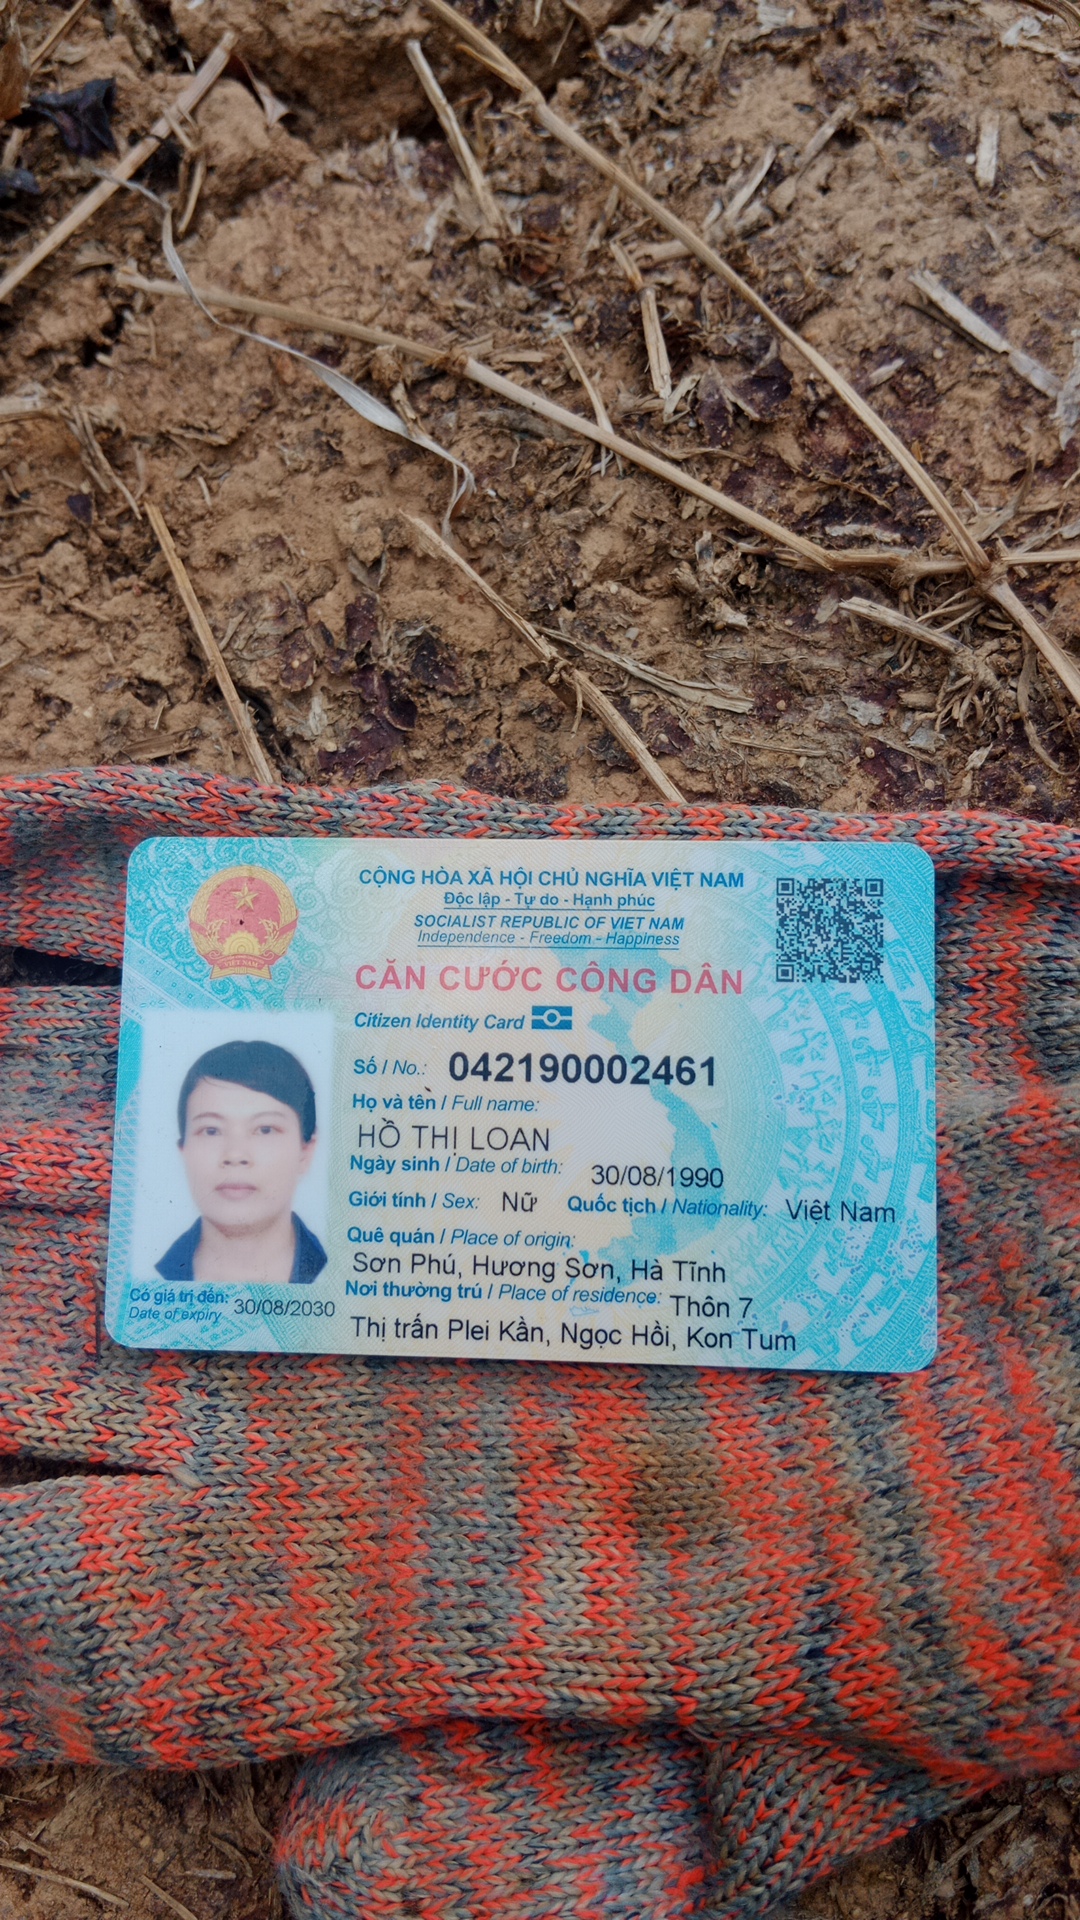 CỘNG HÒA XÃ HỘI CHỦ NGHĨA VIỆT NAM
Độc lập - Tự do - Hạnh phúc
SOCIALIST REPUBLIC OF VIET NAM
Independence - Freedom - Happiness
CĂN CƯỚC CÔNG DÂN
Citizen Identity Card
Số / No.: 042190002461
Họ và tên / Full name:
HỒ THỊ LOAN
Ngày sinh / Date of birth: 30/08/1990
Giới tính / Sex: Nữ Quốc tịch / Nationality: Việt Nam
Quê quán / Place of origin:
Sơn Phú, Hương Sơn, Hà Tĩnh
Nơi thường trú / Place of residence: Thôn 7
Thị trấn Plei Kần, Ngọc Hồi, Kon Tum
Có giá trị đến: 30/08/2030
Date of expiry
VIỆT NAM